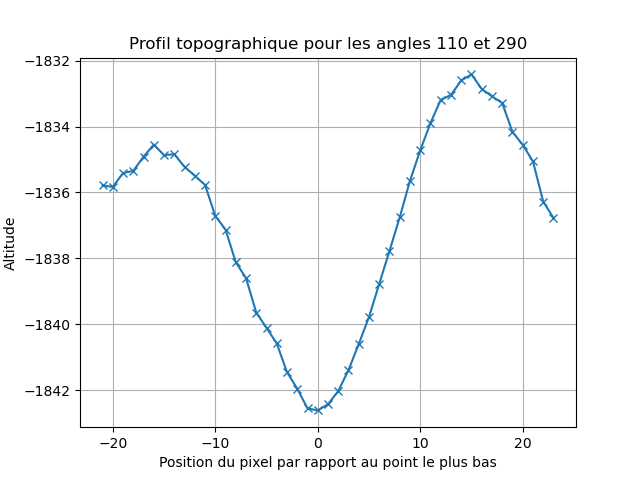 Profil topographique pour les angles 110 et 290
−1832
−1834
−1836
−1838
−1840
−1842
Altitude
−20 −10 0 10 20
Position du pixel par rapport au point le plus bas